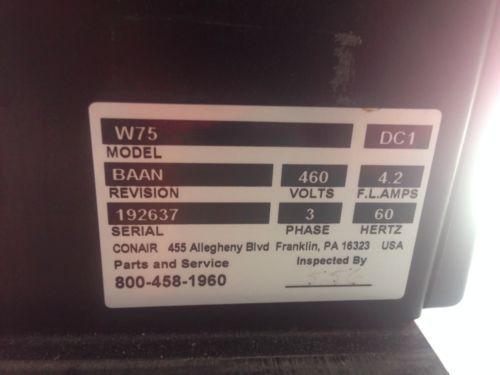 W75 DC1
MODEL
BAAN 460 4.2
REVISION VOLTS F.L.AMPS
192637 3 60
SERIAL PHASE HERTZ
CONAIR 455 Allegheny Blvd Franklin, PA 16323 USA
Parts and Service Inspected By
800-458-1960